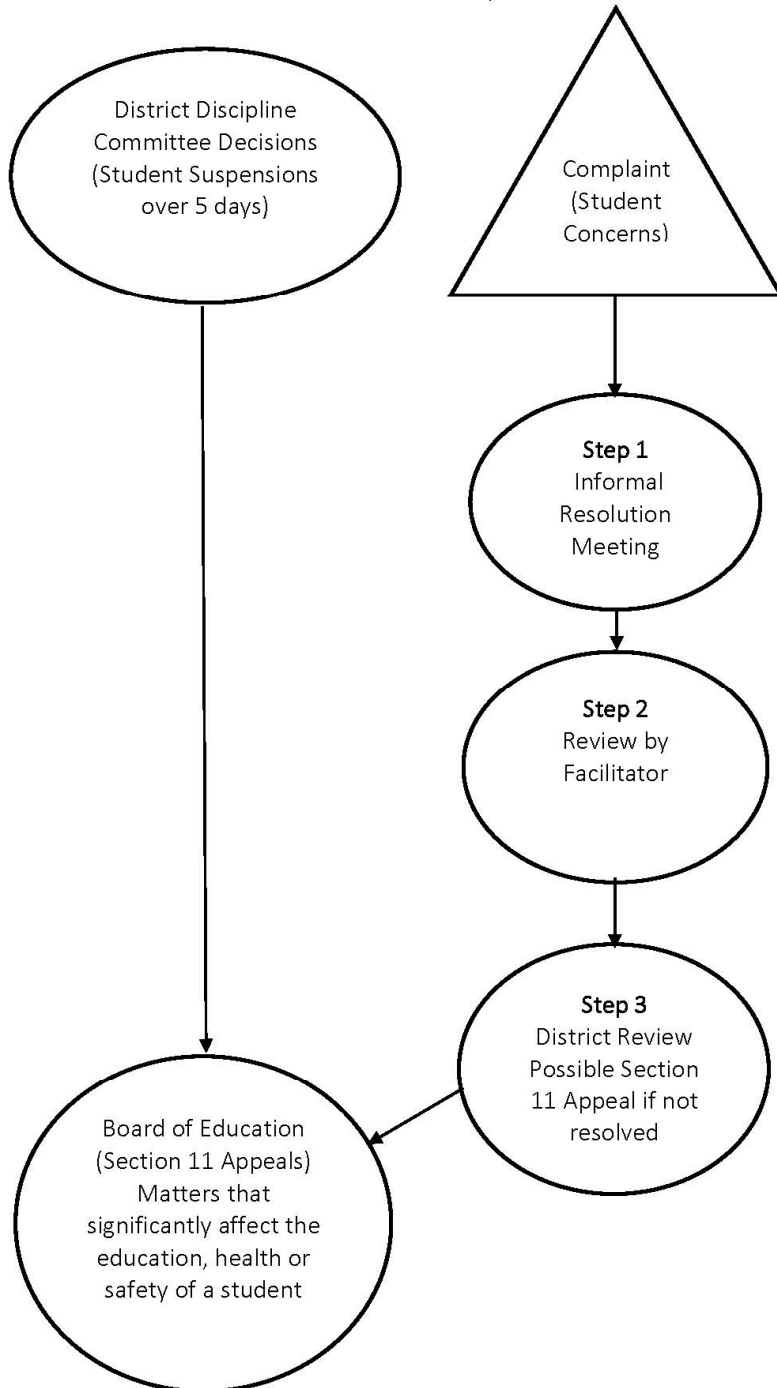 District Discipline
Committee Decisions
(Student Suspensions
over 5 days)
Complaint
(Student
Concerns)
Step 1
Informal
Resolution
Meeting
Step 2
Review by
Facilitator
Step 3
District Review
Possible Section
11 Appeal if not
resolved
Board of Education
(Section 11 Appeals)
Matters that
significantly affect the
education, health or
safety of a student